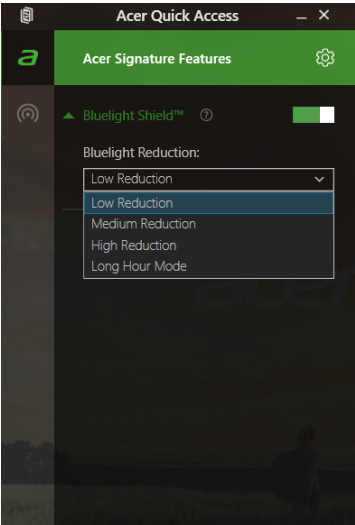 Acer Quick Access
a
Acer Signature Features
Bluelight Shield™ ?
Bluelight Reduction:
Low Reduction
Low Reduction
Medium Reduction
High Reduction
Long Hour Mode
acer